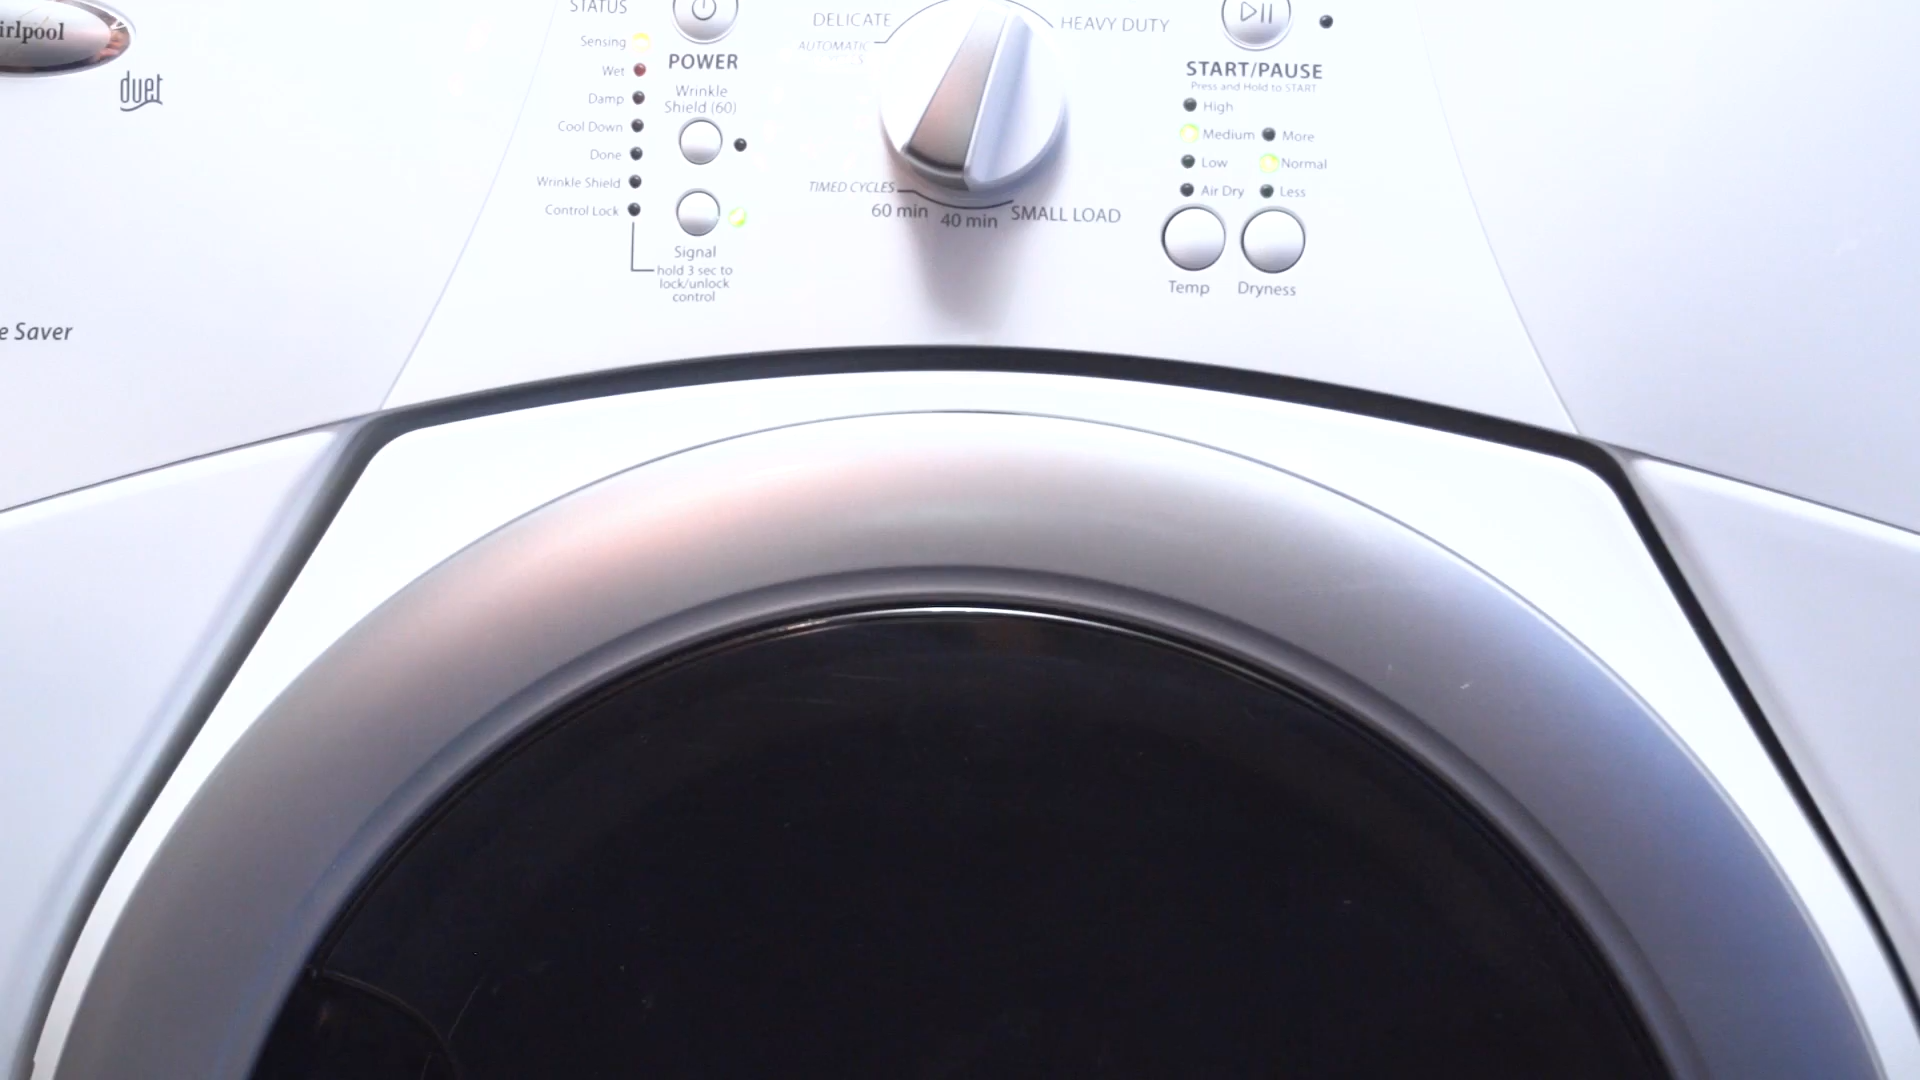 irlpool
duet
e Saver
STATUS
Sensing
Wet
Damp
Cool Down
Done
Wrinkle Shield
Control Lock
POWER
Wrinkle
Shield (60)
Signal
hold 3 sec to
lock/unlock
control
DELICATE
AUTOMATIC
HEAVY DUTY
TIMED CYCLES
60 min
40 min
SMALL LOAD
START/PAUSE
Press and Hold to START
High
Medium
Low
Air Dry
More
Normal
Less
Temp
Dryness